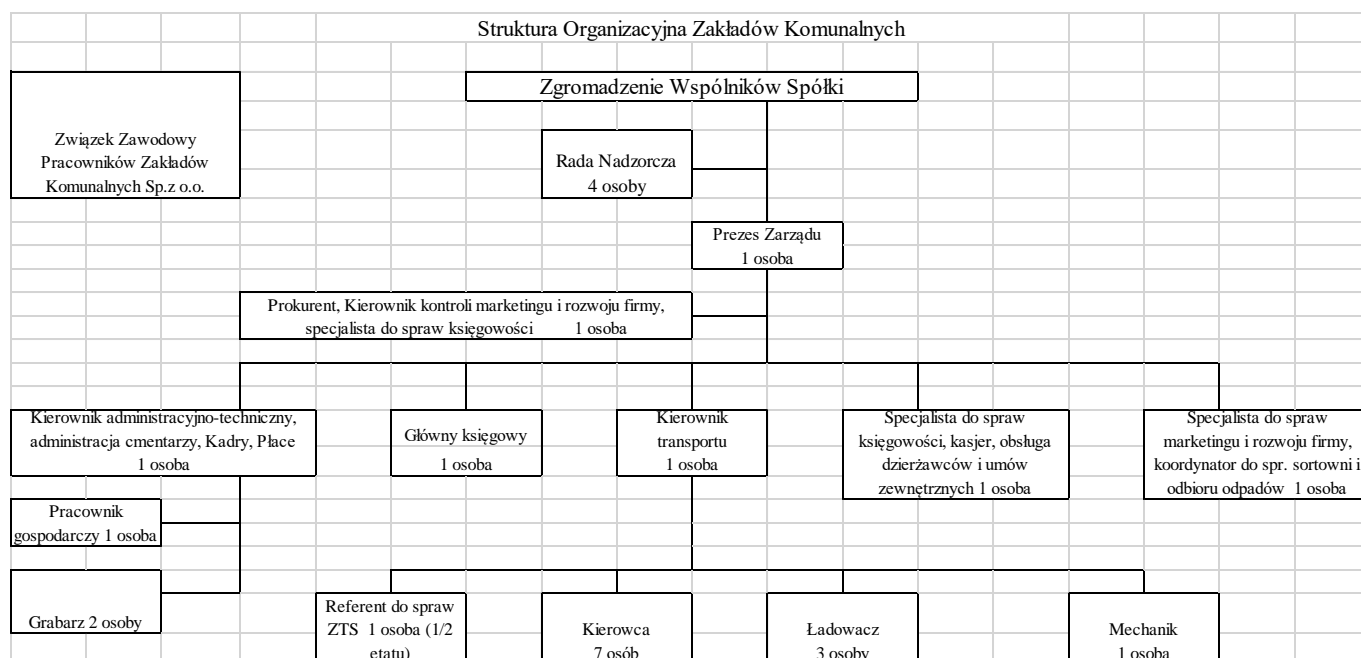 Struktura Organizacyjna Zakładów Komunalnych
Zgromadzenie Wspólników Spółki
Związek Zawodowy
Pracowników Zakładów
Komunalnych Sp.z o.o.
Rada Nadzorcza
4 osoby
Prezes Zarządu
1 osoba
Prokurent, Kierownik kontroli marketingu i rozwoju firmy,
specjalista do spraw księgowości 1 osoba
Kierownik administracyjno-techniczny,
administracja cmentarzy, Kadry, Płace
1 osoba
Główny księgowy
1 osoba
Kierownik
transportu
1 osoba
Specjalista do spraw
księgowości, kasjer, obsługa
dzierżawców i umów
zewnętrznych 1 osoba
Specjalista do spraw
marketingu i rozwoju firmy,
koordynator do spr. sortowni i
odbioru odpadów 1 osoba
Pracownik
gospodarczy 1 osoba
Grabarz 2 osoby
Referent do spraw
ZTS 1 osoba (1/2
etatu)
Kierowca
7 osób
Ładowacz
3 osoby
Mechanik
1 osoba